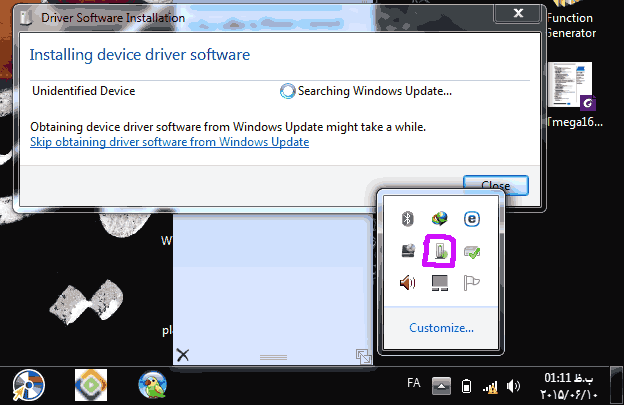 Driver Software Installation
Installing device driver software
Unidentified Device
Searching Windows Update...
Obtaining device driver software from Windows Update might take a while.
Skip obtaining driver software from Windows Update
Close
Function
Generator
Tmega16...
W
pla
Customize...
FA
01:11 ب.ظ
۲۰۱۵/۰۶/۱۰